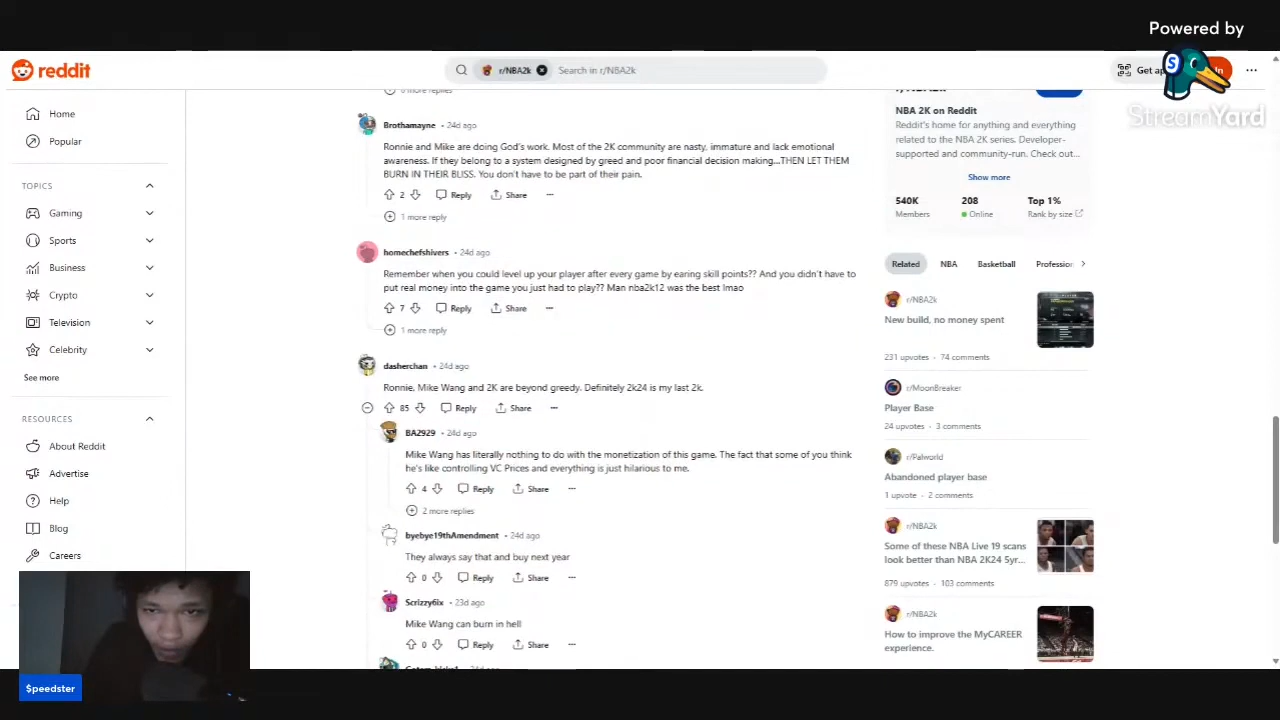 Powered by
StreamYard
reddit
r/NBA2k
Search in r/NBA2k
Home
Popular
TOPICS
Gaming
Sports
Business
Crypto
Television
Celebrity
See more
RESOURCES
About Reddit
Advertise
Help
Blog
Careers
$peedster
Brothamayne • 24d ago
Ronnie and Mike are doing God's work. Most of the 2K community are nasty, immature and lack emotional
awareness. If they belong to a system designed by greed and poor financial decision making...THEN LET THEM
BURN IN THEIR BLISS. You don't have to be part of their pain.
2 Reply Share
1 more reply
homechefshivers • 24d ago
Remember when you could level up your player after every game by earing skill points?? And you didn't have to
put real money into the game you just had to play?? Man nba2k12 was the best lmao
7 Reply Share
1 more reply
dasherchan • 24d ago
Ronnie, Mike Wang and 2K are beyond greedy. Definitely 2k24 is my last 2k.
85 Reply Share
BA2929 • 24d ago
Mike Wang has literally nothing to do with the monetization of this game. The fact that some of you think
he's like controlling VC Prices and everything is just hilarious to me.
4 Reply Share
2 more replies
byebye19thAmendment • 24d ago
They always say that and buy next year
0 Reply Share
Scrizzy6ix • 23d ago
Mike Wang can burn in hell
0 Reply Share
NBA 2K on Reddit
Reddit's home for anything and everything
related to the NBA 2K series. Developer-
supported and community-run. Check out...
Show more
540K 208 Top 1%
Members Online Rank by size
Related NBA Basketball Profession
r/NBA2k
New build, no money spent
231 upvotes • 74 comments
r/MoonBreaker
Player Base
24 upvotes • 3 comments
r/Palworld
Abandoned player base
1 upvote • 2 comments
r/NBA2k
Some of these NBA Live 19 scans
look better than NBA 2K24 5yr...
879 upvotes • 103 comments
r/NBA2k
How to improve the MyCAREER
experience.